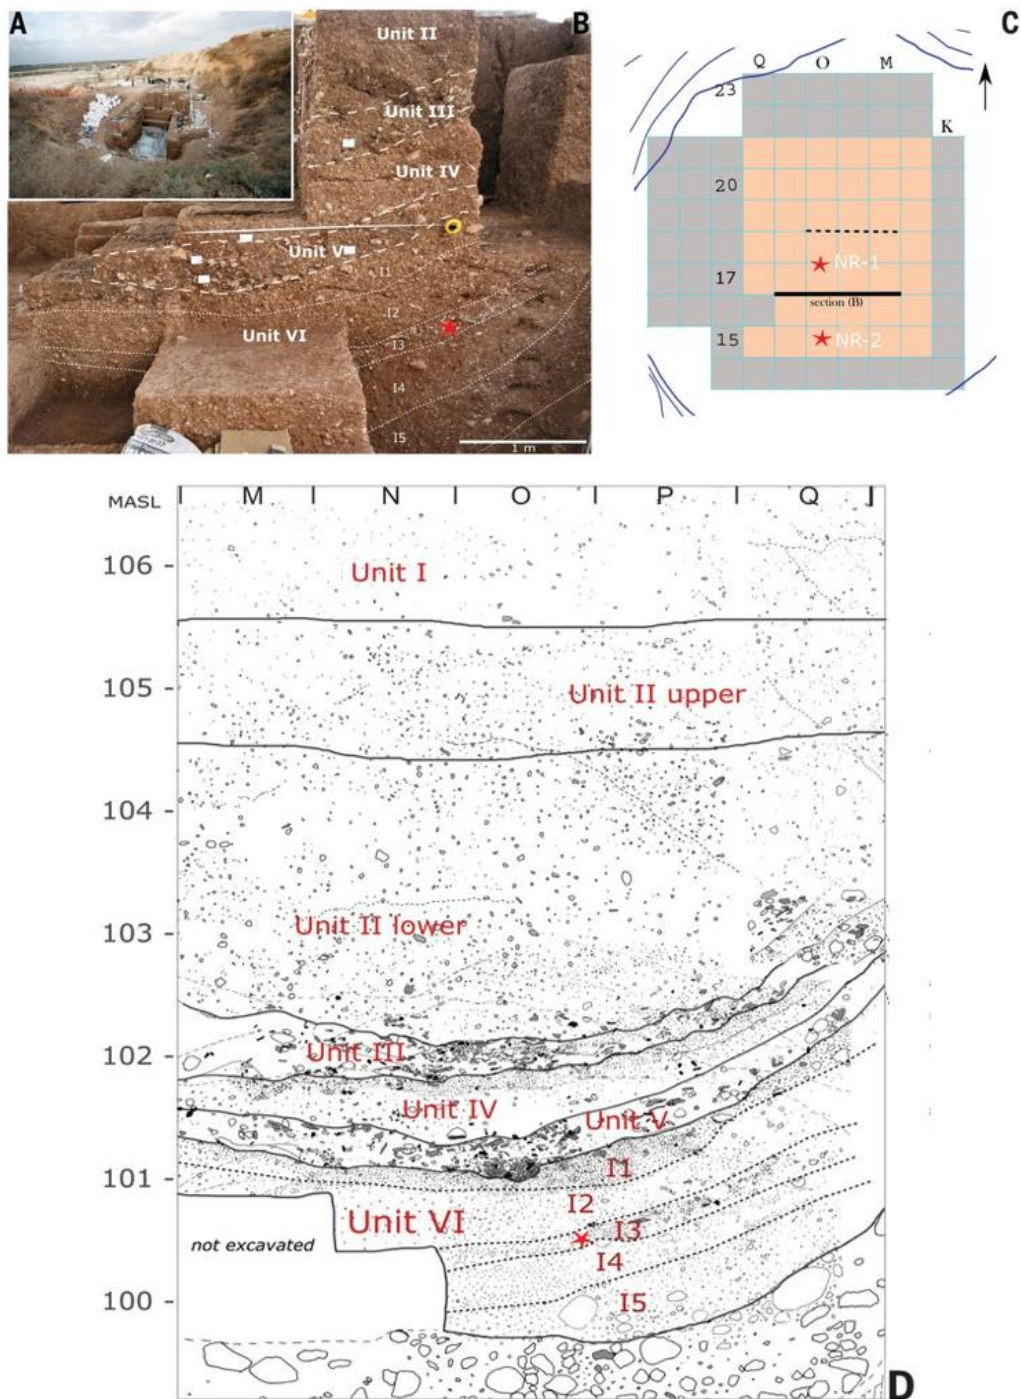 A
B
C
Unit II
Unit III
Unit IV
Unit V
I1
I2
Unit VI
I3
I4
I5
1 m
Q O M
23
K
20
NR-1
17
section (B)
15
NR-2
MASL M N O P Q
106
Unit I
105
Unit II upper
104
Unit II lower
103
102
Unit III
Unit IV
Unit V
101
I1
I2
Unit VI
I3
not excavated
I4
100
I5
D